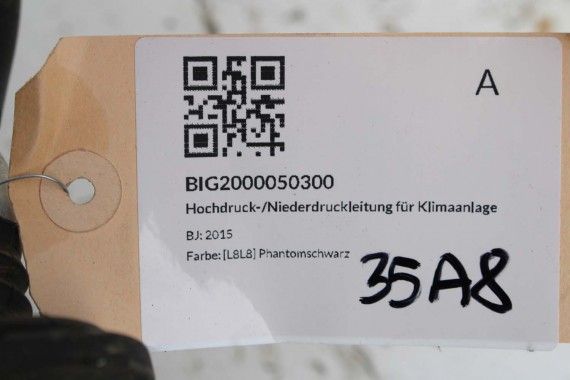 A
BIG2000050300
Hochdruck-/Niederdruckleitung für Klimaanlage
BJ: 2015
Farbe: [L8L8] Phantomschwarz
35A8